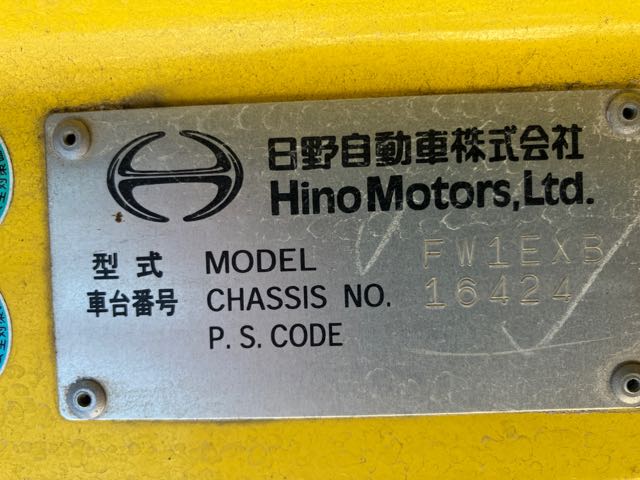 日野自動車株式会社
Hino Motors, Ltd.
型式 MODEL FW1EXB
車台番号 CHASSIS NO. 16424
P.S.CODE